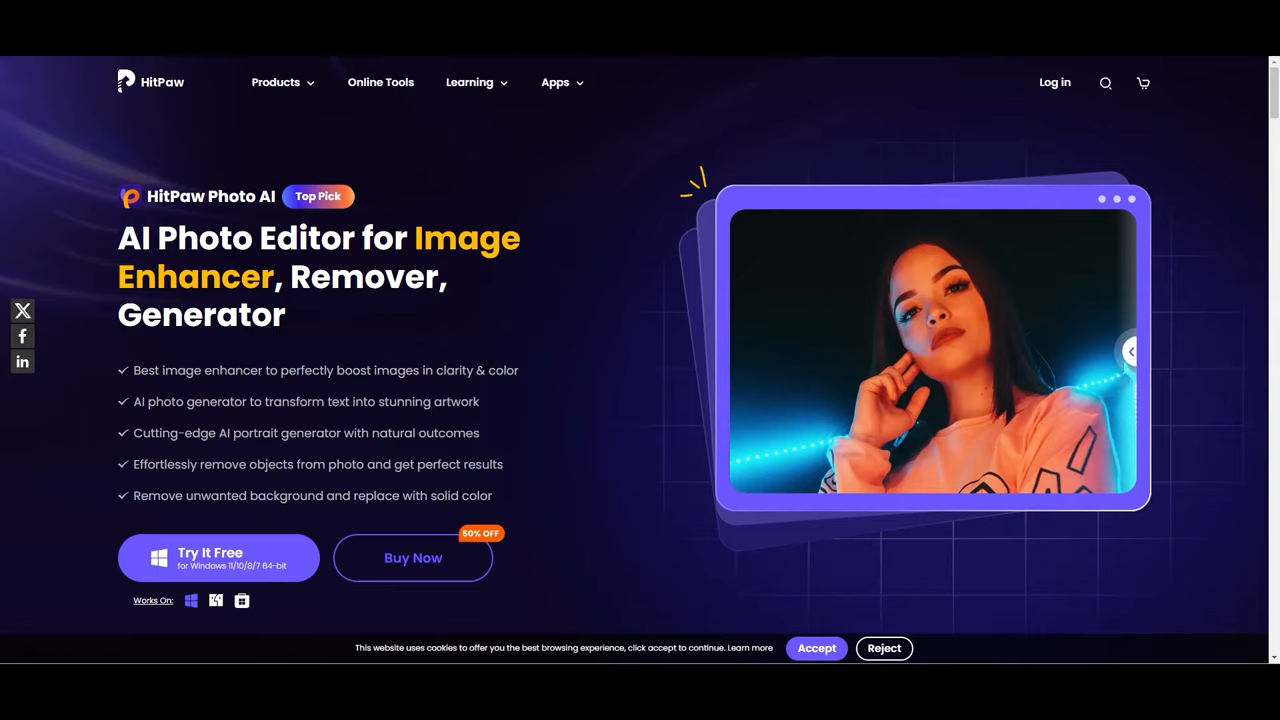 HitPaw
Products
Online Tools
Learning
Apps
Log in
HitPaw Photo AI
Top Pick
AI Photo Editor for Image
Enhancer, Remover,
Generator
Best image enhancer to perfectly boost images in clarity & color
AI photo generator to transform text into stunning artwork
Cutting-edge AI portrait generator with natural outcomes
Effortlessly remove objects from photo and get perfect results
Remove unwanted background and replace with solid color
50% OFF
Try It Free
for Windows 11/10/8/7 64-bit
Buy Now
Works On:
This website uses cookies to offer you the best browsing experience, click accept to continue. Learn more
Accept
Reject